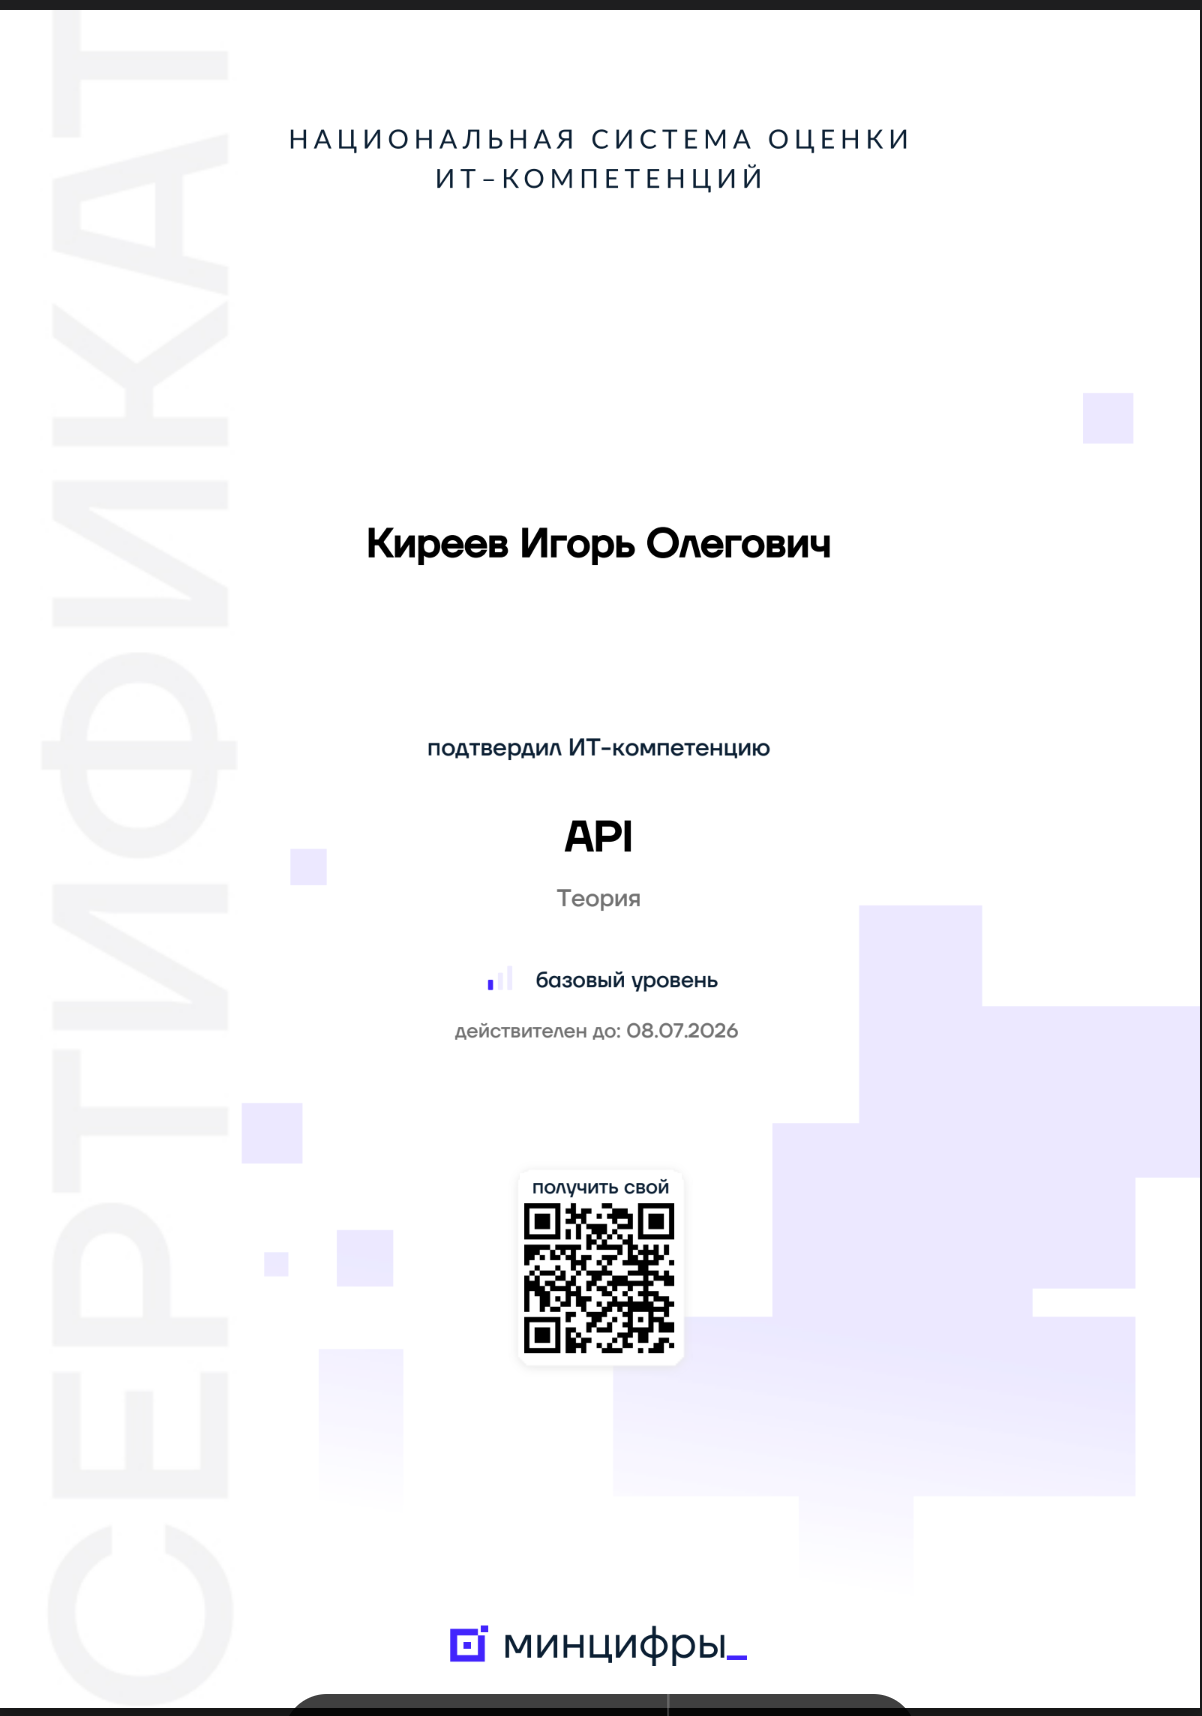 СЕРТИФИКАТ
НАЦИОНАЛЬНАЯ СИСТЕМА ОЦЕНКИ
ИТ-КОМПЕТЕНЦИЙ
Киреев Игорь Олегович
подтвердил ИТ-компетенцию
API
Теория
базовый уровень
действителен до: 08.07.2026
ПОЛУЧИТЬ СВОЙ
минцифры_